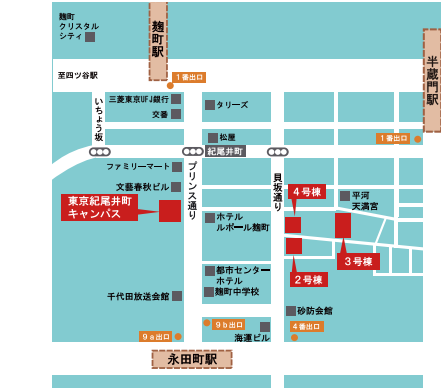 麹町
クリスタル
シティ
麹町駅
至四ツ谷駅
1番出口
半蔵門駅
いちょう坂
三菱東京UFJ銀行
交番
タリーズ
松屋
1番出口
紀尾井町
ファミリーマート
プリンス通り
貝坂通り
文藝春秋ビル
4号棟
平河
天満宮
東京紀尾井町
キャンパス
ホテル
ルポール麹町
3号棟
都市センター
ホテル
2号棟
麹町中学校
千代田放送会館
砂防会館
9b出口
9a出口
海運ビル
4番出口
永田町駅